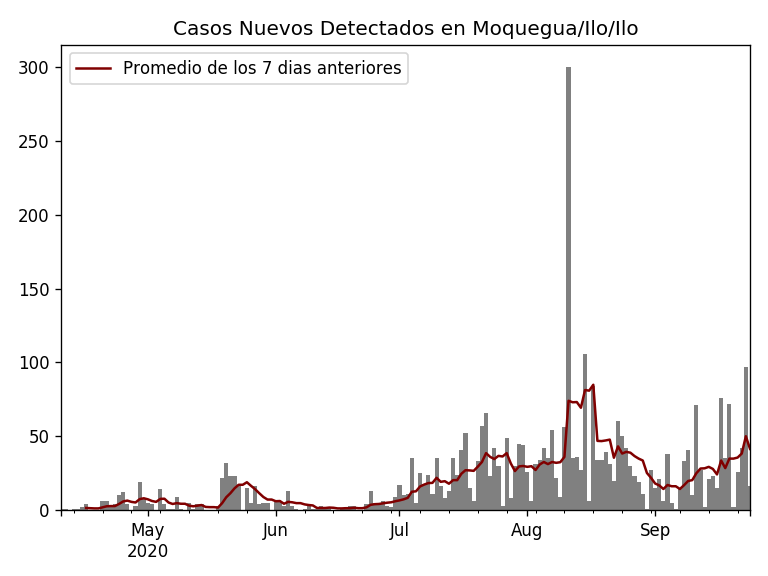 Casos Nuevos Detectados en Moquegua/Ilo/Ilo
Promedio de los 7 dias anteriores
300
250
200
150
100
50
0
May Jun Jul Aug Sep
2020